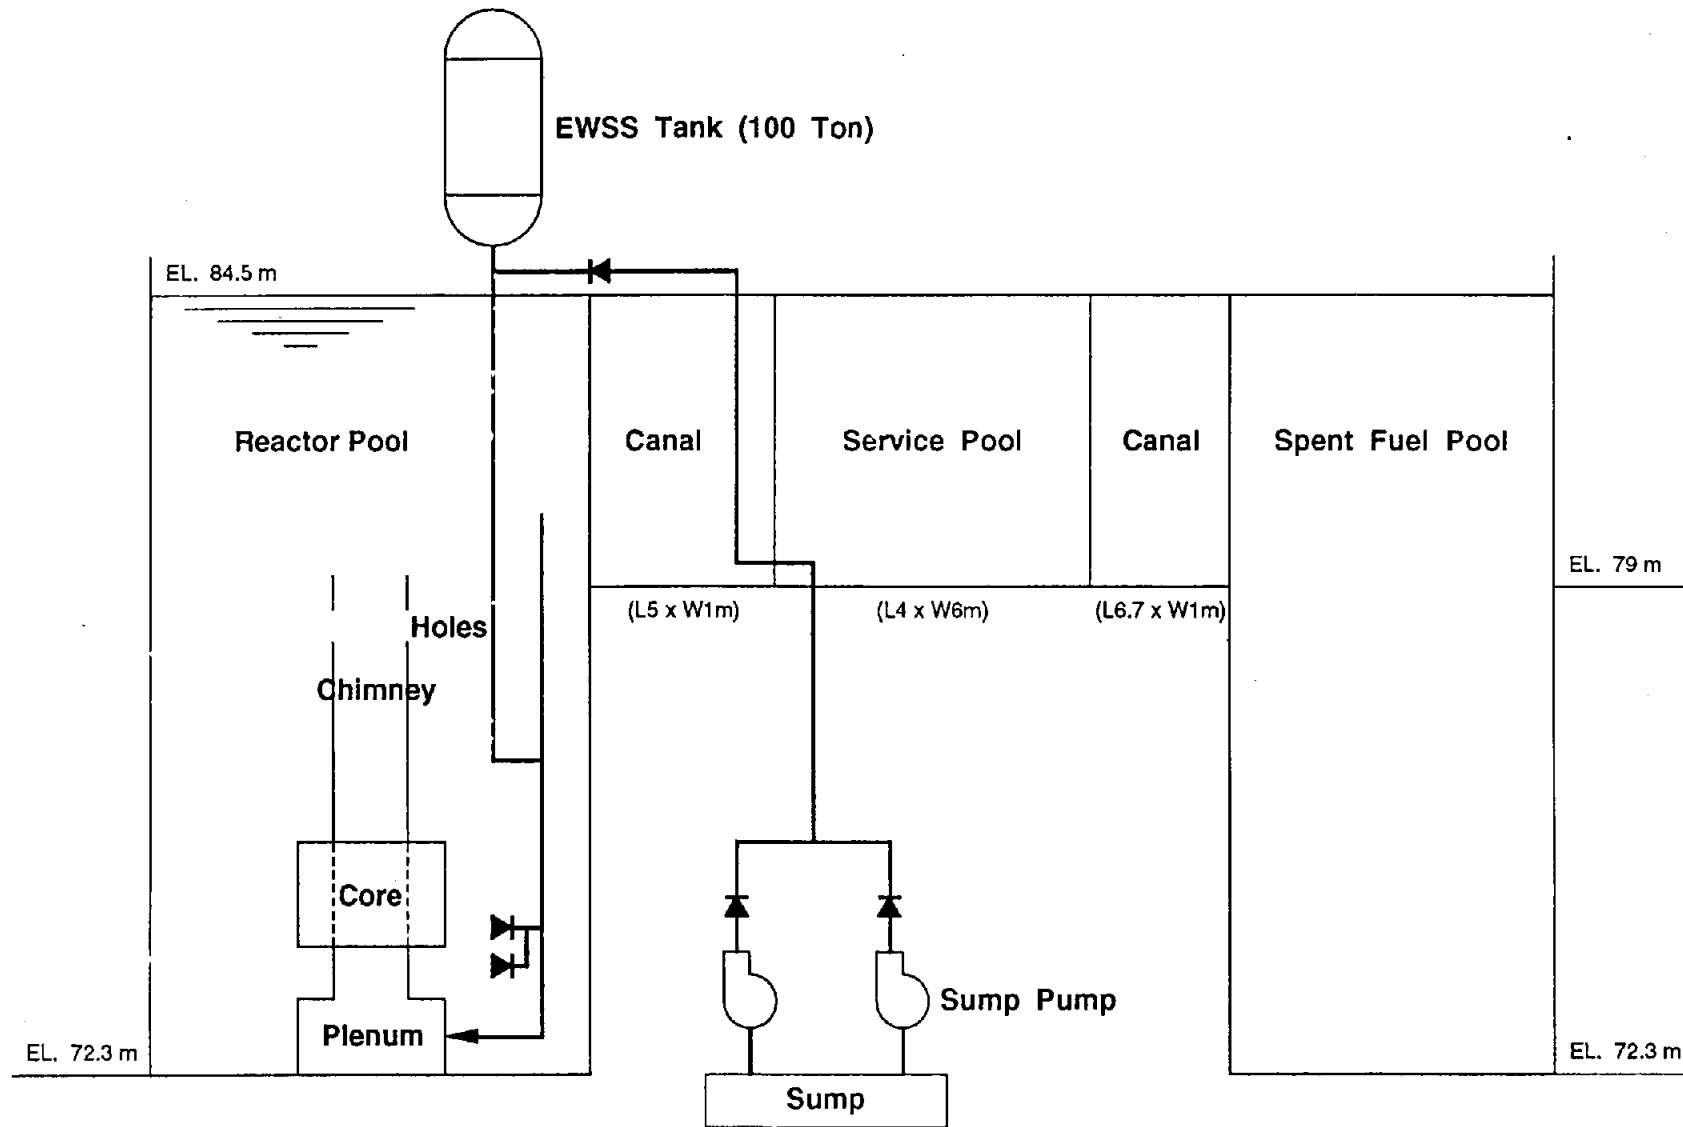 EWSS Tank (100 Ton)
EL. 84.5 m
Reactor Pool
Canal
Service Pool
Canal
Spent Fuel Pool
EL. 79 m
(L5 x W1m)
(L4 x W6m)
(L6.7 x W1m)
Holes
Chimney
Core
Sump Pump
Plenum
EL. 72.3 m
EL. 72.3 m
Sump